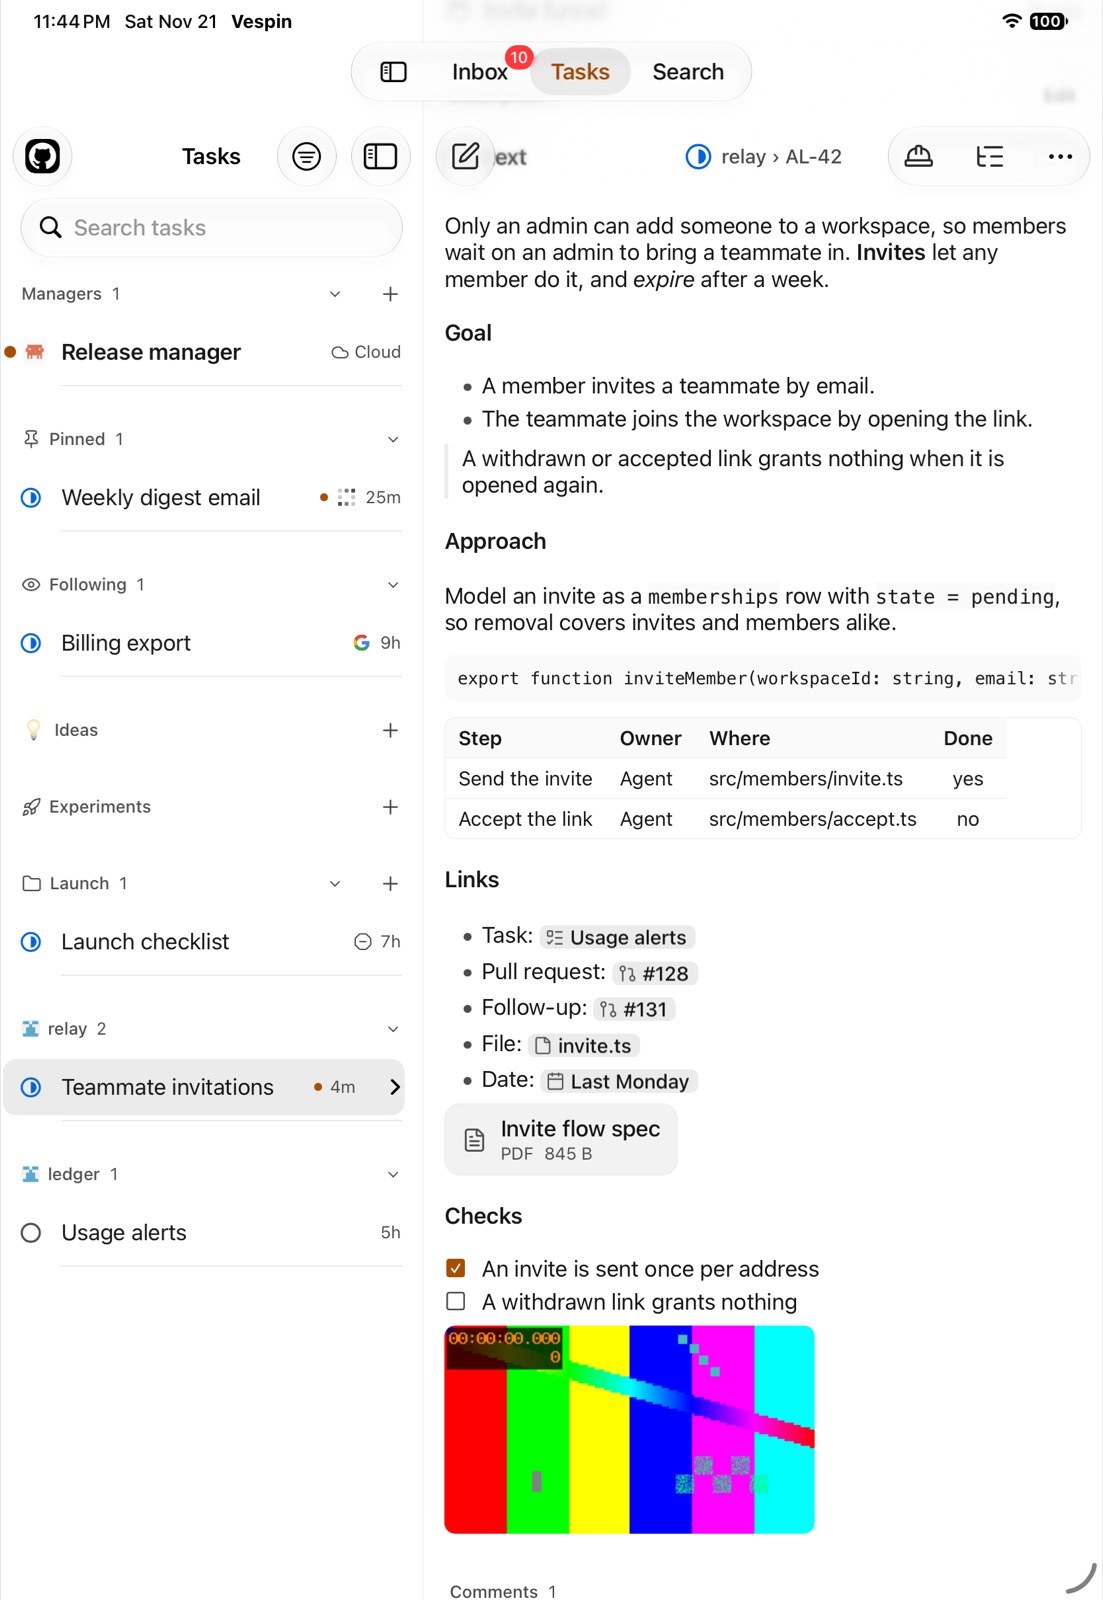 11:44 PM Sat Nov 21 Vespin
100
Inbox 10 Tasks Search
Tasks
Search tasks
Managers 1
Release manager Cloud
Pinned 1
Weekly digest email 25m
Following 1
Billing export 9h
Ideas
Experiments
Launch 1
Launch checklist 7h
relay 2
Teammate invitations 4m
ledger 1
Usage alerts 5h
Edit
ext
relay › AL-42
Only an admin can add someone to a workspace, so members
wait on an admin to bring a teammate in. Invites let any
member do it, and expire after a week.
Goal
A member invites a teammate by email.
The teammate joins the workspace by opening the link.
A withdrawn or accepted link grants nothing when it is
opened again.
Approach
Model an invite as a memberships row with state = pending,
so removal covers invites and members alike.
export function inviteMember(workspaceId: string, email: str
Step Owner Where Done
Send the invite Agent src/members/invite.ts yes
Accept the link Agent src/members/accept.ts no
Links
Task: Usage alerts
Pull request: #128
Follow-up: #131
File: invite.ts
Date: Last Monday
Invite flow spec
PDF 845 B
Checks
An invite is sent once per address
A withdrawn link grants nothing
00:00:00.000
0
Comments 1